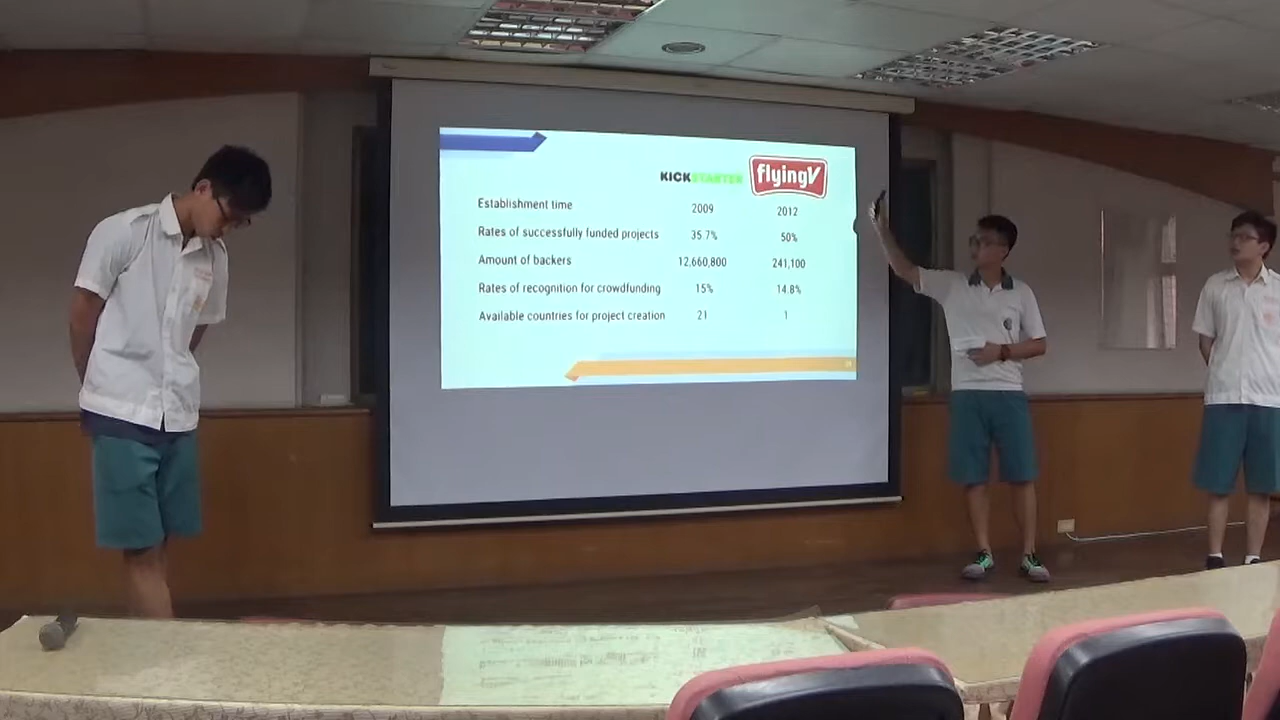 KICKSTARTER flyingV
Establishment time 2009 2012
Rates of successfully funded projects 35.7% 50%
Amount of backers 12,660,800 241,100
Rates of recognition for crowdfunding 15% 14.8%
Available countries for project creation 21 1